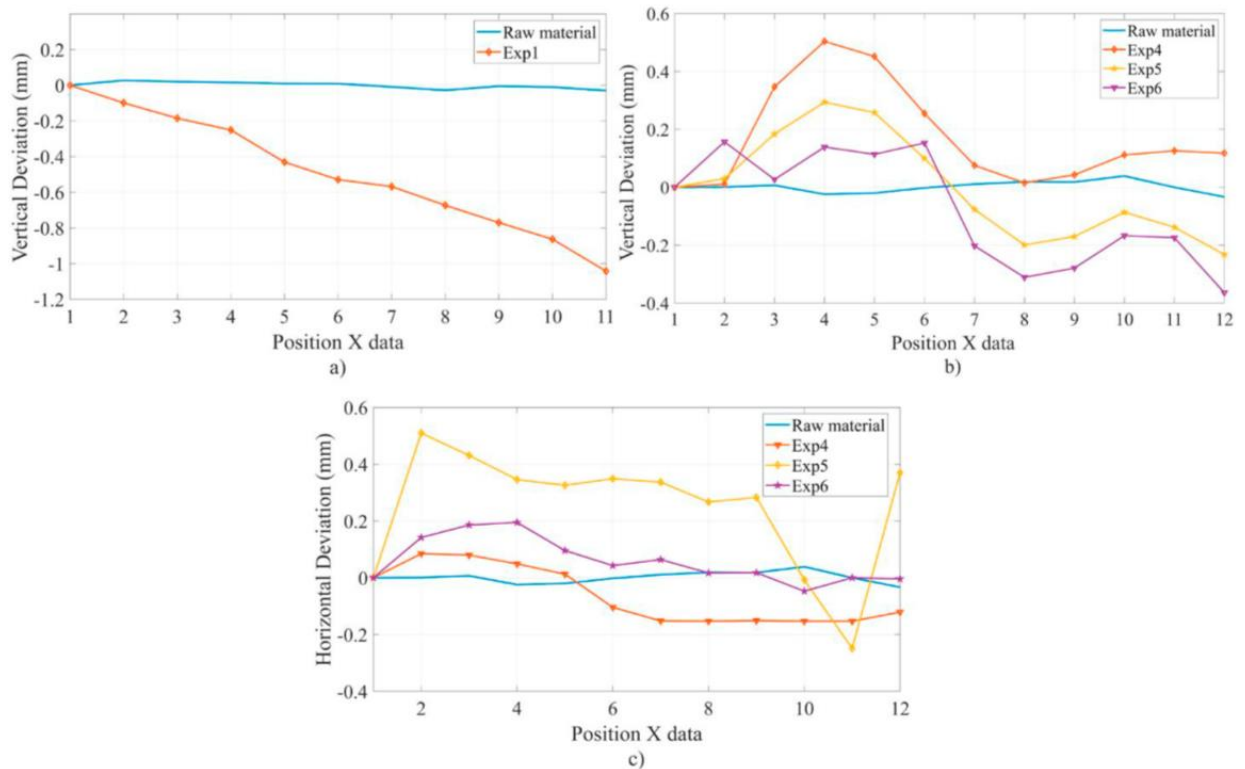 Raw material
Exp1
0.2
0
-0.2
-0.4
-0.6
-0.8
-1
-1.2
Vertical Deviation (mm)
1 2 3 4 5 6 7 8 9 10 11
Position X data
a)
Raw material
Exp4
Exp5
Exp6
0.6
0.4
0.2
0
-0.2
-0.4
Vertical Deviation (mm)
1 2 3 4 5 6 7 8 9 10 11 12
Position X data
b)
Raw material
Exp4
Exp5
Exp6
0.6
0.4
0.2
0
-0.2
-0.4
Horizontal Deviation (mm)
2 4 6 8 10 12
Position X data
c)